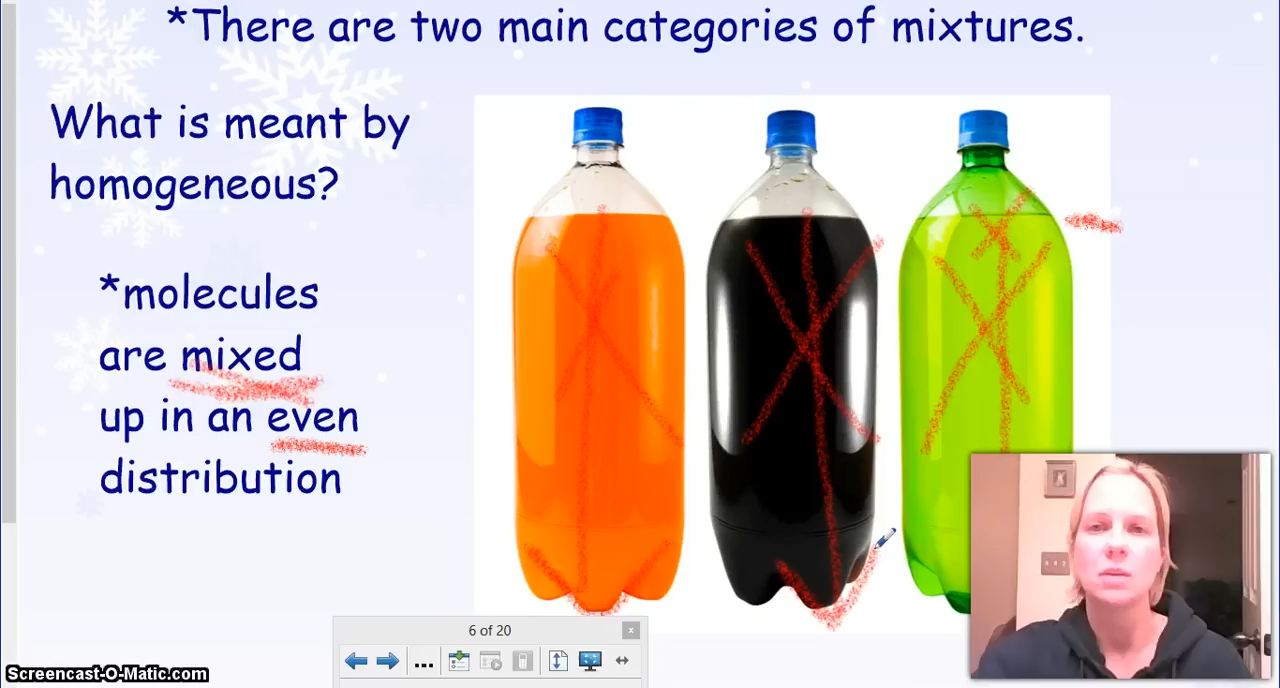 *There are two main categories of mixtures.
What is meant by
homogeneous?
*molecules
are mixed
up in an even
distribution
6 of 20
Screencast-O-Matic.com